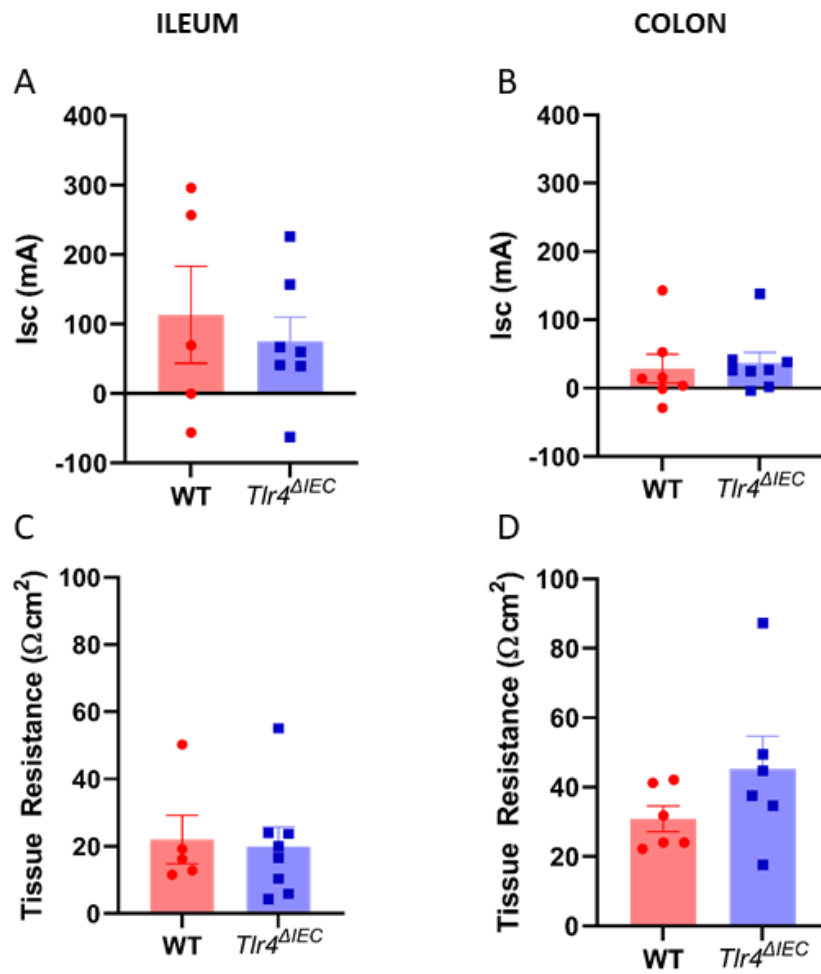 ILEUM
COLON
A
B
Isc (mA)
400
300
200
100
0
-100
WT
Tlr4ΔIEC
Isc (mA)
400
300
200
100
0
-100
WT
Tlr4ΔIEC
C
D
Tissue Resistance (Ωcm²)
100
80
60
40
20
0
WT
Tlr4ΔIEC
Tissue Resistance (Ωcm²)
100
80
60
40
20
0
WT
Tlr4ΔIEC